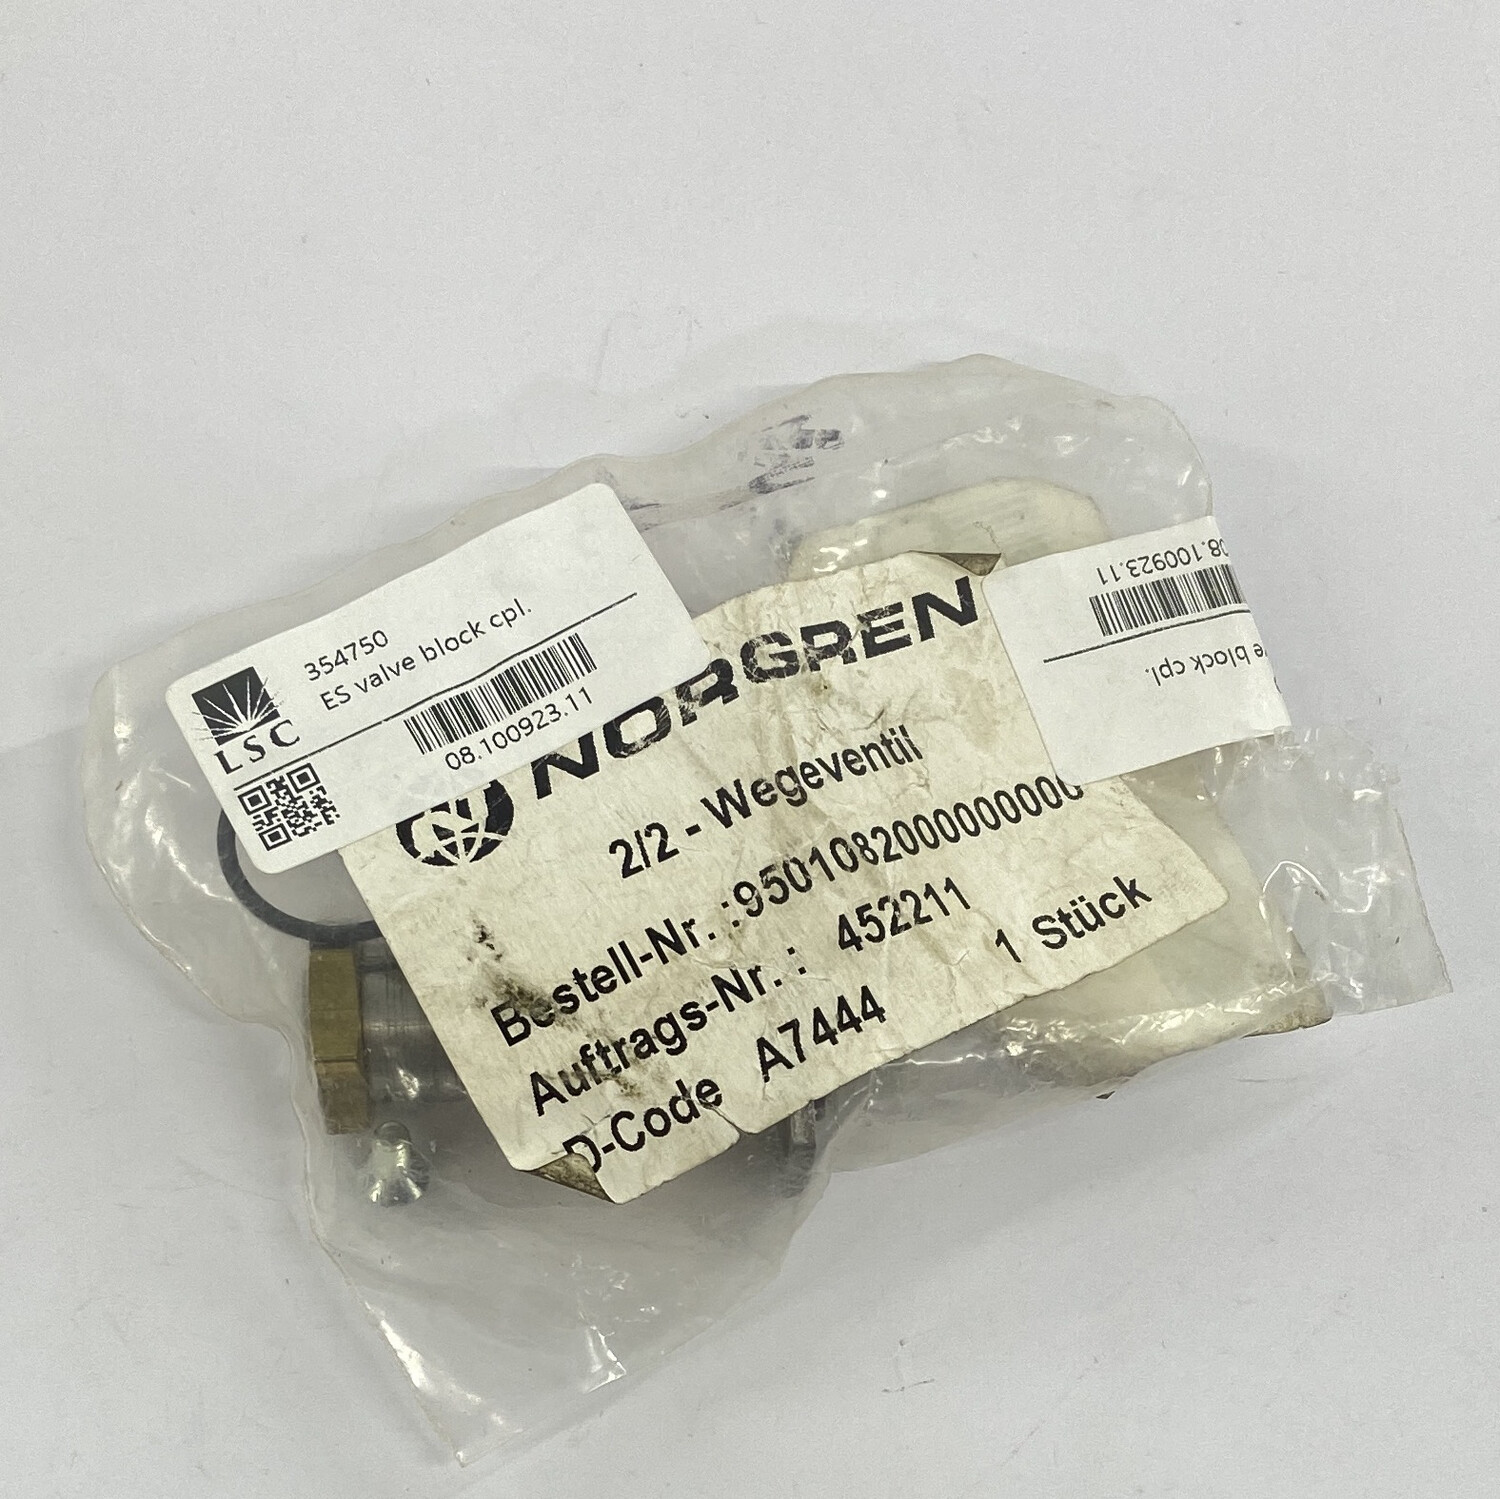 354750
ES valve block cpl.
LSC
08.100923.11
NORGREN
2/2 - Wegeventil
Bestell-Nr. :9501082000000000
Auftrags-Nr. : 452211
D-Code A7444 1 Stück
08.100923.11
block cpl.